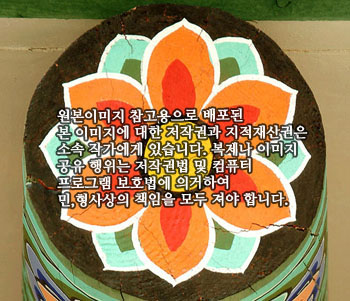 원본이미지 참고용으로 배포된
본 이미지에 대한 저작권과 지적재산권은
소속 작가에게 있습니다. 복제나 이미지
공유 행위는 저작권법 및 컴퓨터
프로그램 보호법에 의거하여
민,형사상의 책임을 모두 져야 합니다.